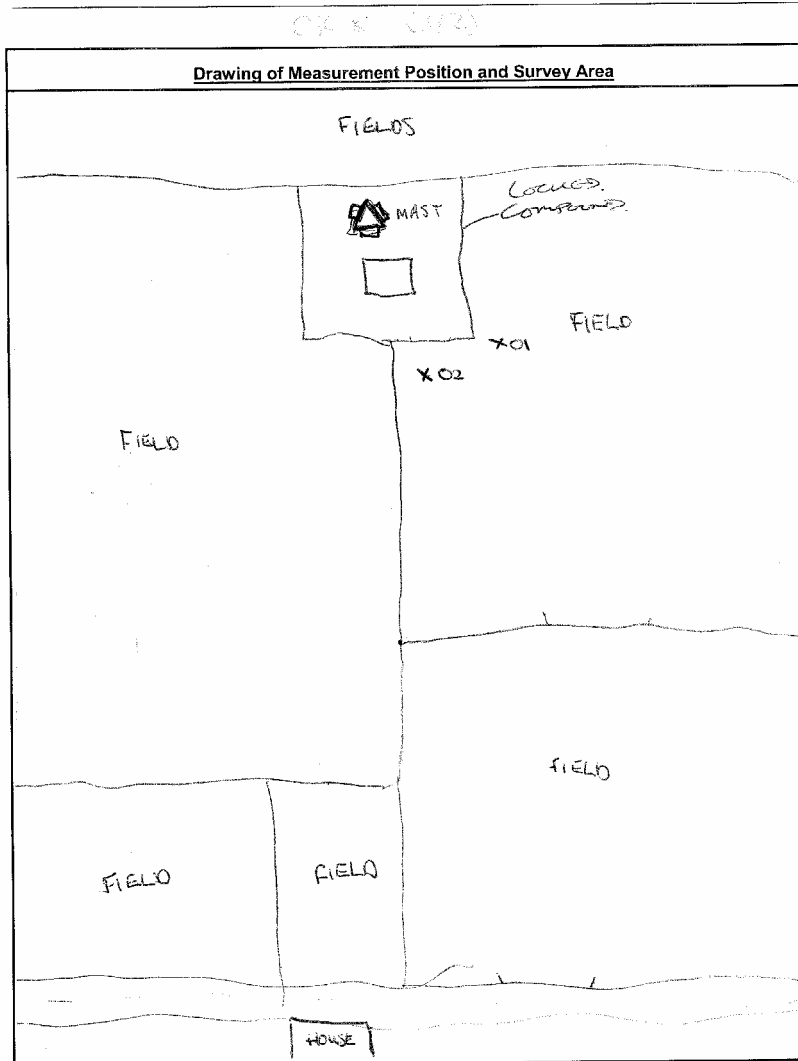 Drawing of Measurement Position and Survey Area
FIELDS
LOCKED.
COMPOUND.
MAST
FIELD
X01
X02
FIELD
FIELD
FIELD
FIELD
HOUSE